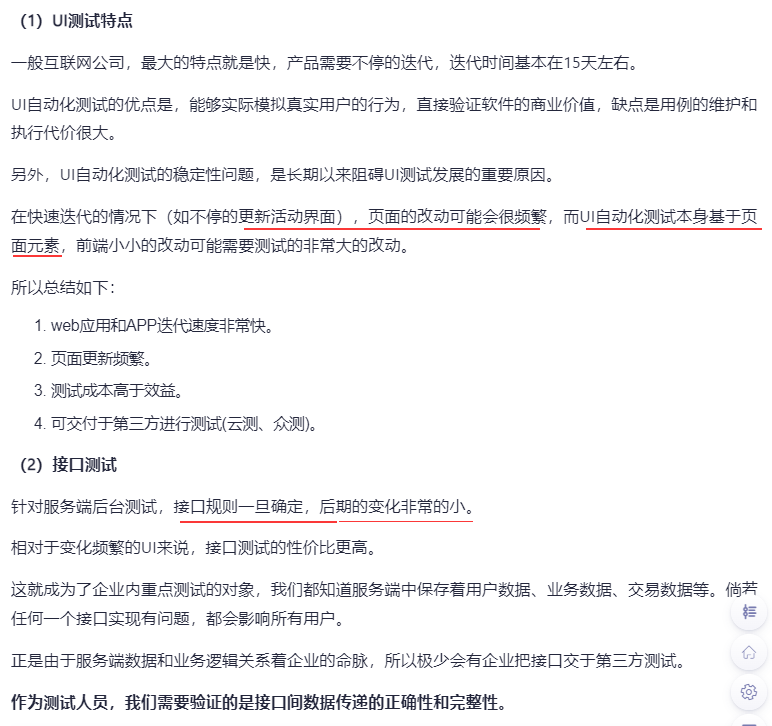 （1）UI测试特点
一般互联网公司，最大的特点就是快，产品需要不停的迭代，迭代时间基本在15天左右。
UI自动化测试的优点是，能够实际模拟真实用户的行为，直接验证软件的商业价值，缺点是用例的维护和
执行代价很大。
另外，UI自动化测试的稳定性问题，是长期以来阻碍UI测试发展的重要原因。
在快速迭代的情况下（如不停的更新活动界面），页面的改动可能会很频繁，而UI自动化测试本身基于页
面元素，前端小小的改动可能需要测试的非常大的改动。
所以总结如下：
1. web应用和APP迭代速度非常快。
2. 页面更新频繁。
3. 测试成本高于效益。
4. 可交付于第三方进行测试(云测、众测)。
（2）接口测试
针对服务端后台测试，接口规则一旦确定，后期的变化非常的小。
相对于变化频繁的UI来说，接口测试的性价比更高。
这就成为了企业内重点测试的对象，我们都知道服务端中保存着用户数据、业务数据、交易数据等。倘若
任何一个接口实现有问题，都会影响所有用户。
正是由于服务端数据和业务逻辑关系着企业的命脉，所以极少会有企业把接口交于第三方测试。
作为测试人员，我们需要验证的是接口间数据传递的正确性和完整性。